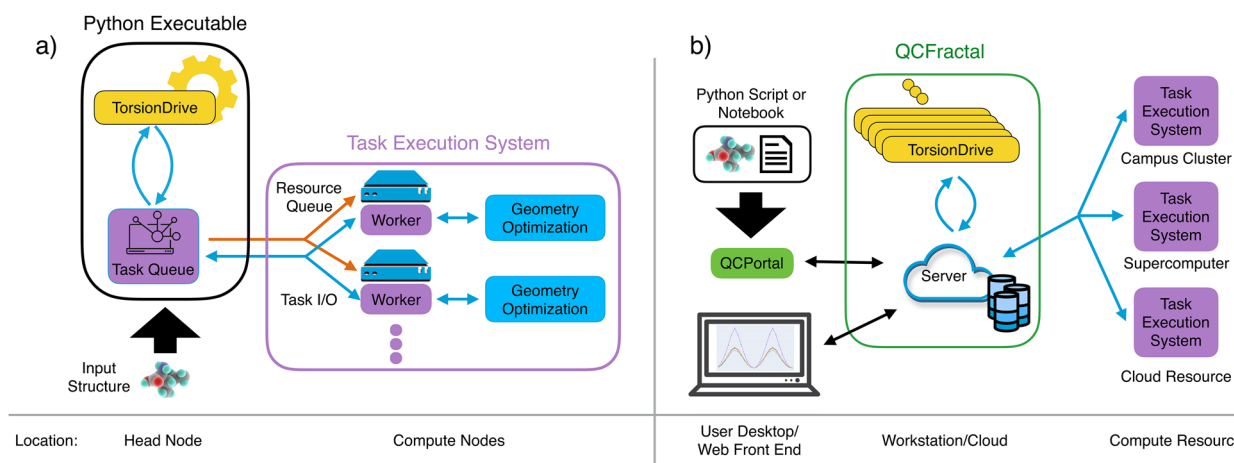 a)
Python Executable
TorsionDrive
Task Queue
Input
Structure
Task Execution System
Resource
Queue
Worker
Geometry
Optimization
Task I/O
Worker
Geometry
Optimization
Location:
Head Node
Compute Nodes
b)
QCFractal
Python Script or
Notebook
TorsionDrive
QCPortal
Server
Task
Execution
System
Campus Cluster
Task
Execution
System
Supercomputer
Task
Execution
System
Cloud Resource
User Desktop/
Web Front End
Workstation/Cloud
Compute Resourc